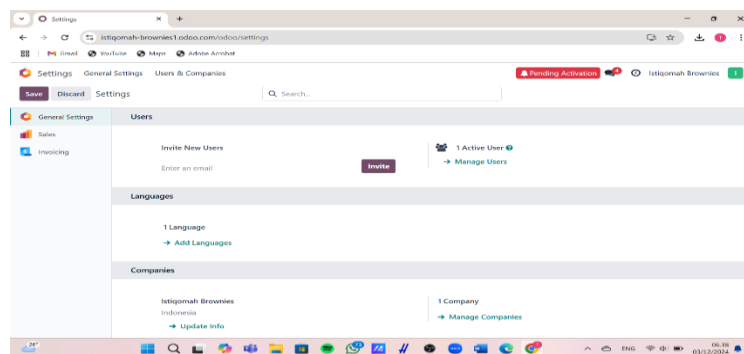 Settings
istiqomah-brownies1.odoo.com/odoo/settings
Gmail YouTube Maps Adobe Acrobat
Settings General Settings Users & Companies Pending Activation Istiqomah Brownies I
Save Discard Settings Search...
General Settings
Sales
Invoicing
Users
Invite New Users
Enter an email Invite
1 Active User
Manage Users
Languages
1 Language
Add Languages
Companies
Istiqomah Brownies
Indonesia
Update Info
1 Company
Manage Companies
26° ENG 06.36
03/12/2024